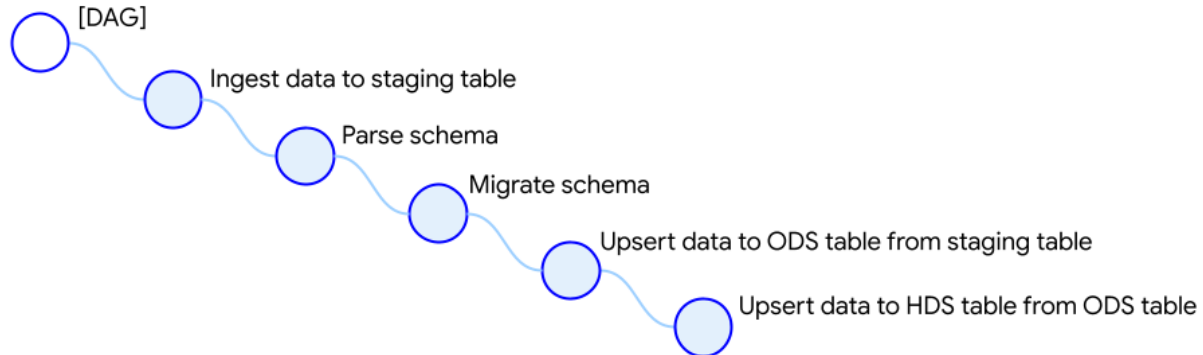 [DAG]
Ingest data to staging table
Parse schema
Migrate schema
Upsert data to ODS table from staging table
Upsert data to HDS table from ODS table